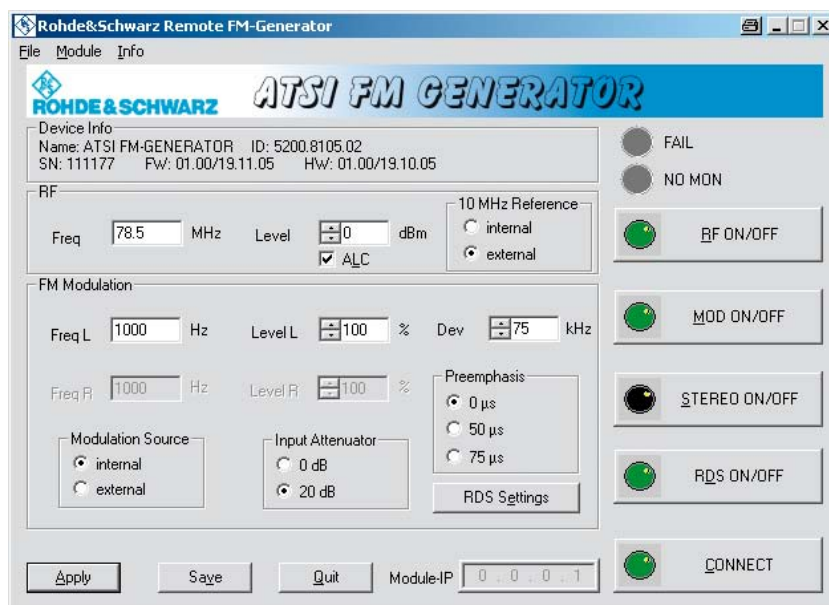 Rohde&Schwarz Remote FM-Generator
File Module Info
ROHDE & SCHWARZ
ATSI FM GENERATOR
Device Info
Name: ATSI FM-GENERATOR ID: 5200.8105.02
SN: 111177 FW: 01.00/19.11.05 HW: 01.00/19.10.05
FAIL
NO MON
RF
Freq 78.5 MHz Level 0 dBm
ALC
10 MHz Reference
internal
external
RF ON/OFF
FM Modulation
Freq L 1000 Hz Level L 100 % Dev 75 kHz
Freq R 1000 Hz Level R 100 %
MOD ON/OFF
Preemphasis
0 µs
50 µs
75 µs
STEREO ON/OFF
Modulation Source
internal
external
Input Attenuator
0 dB
20 dB
RDS Settings
RDS ON/OFF
Apply Save Quit Module-IP 0 . 0 . 0 . 1
CONNECT